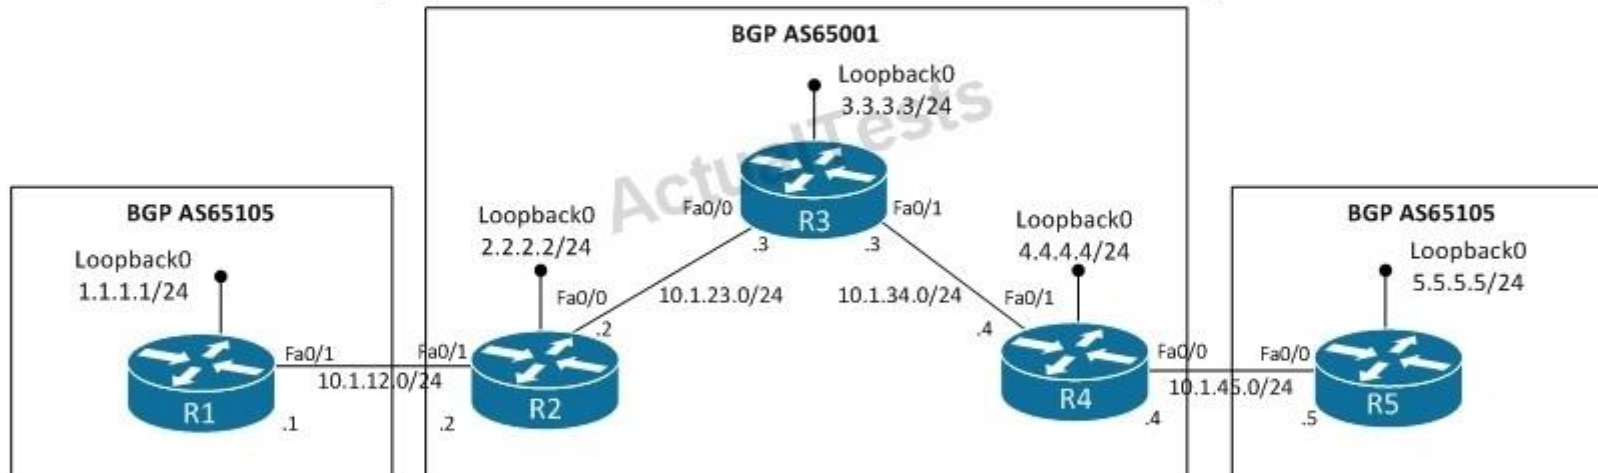 BGP AS65001
Loopback0
3.3.3.3/24
ActualTests
BGP AS65105
Loopback0
1.1.1.1/24
Loopback0
2.2.2.2/24
Fa0/0
R3
Fa0/1
.3
.3
Loopback0
4.4.4.4/24
BGP AS65105
Loopback0
5.5.5.5/24
Fa0/0
10.1.23.0/24
10.1.34.0/24
Fa0/1
.2
.4
Fa0/1
Fa0/1
10.1.12.0/24
R1
.1
.2
R2
R4
Fa0/0
Fa0/0
10.1.45.0/24
.4
.5
R5